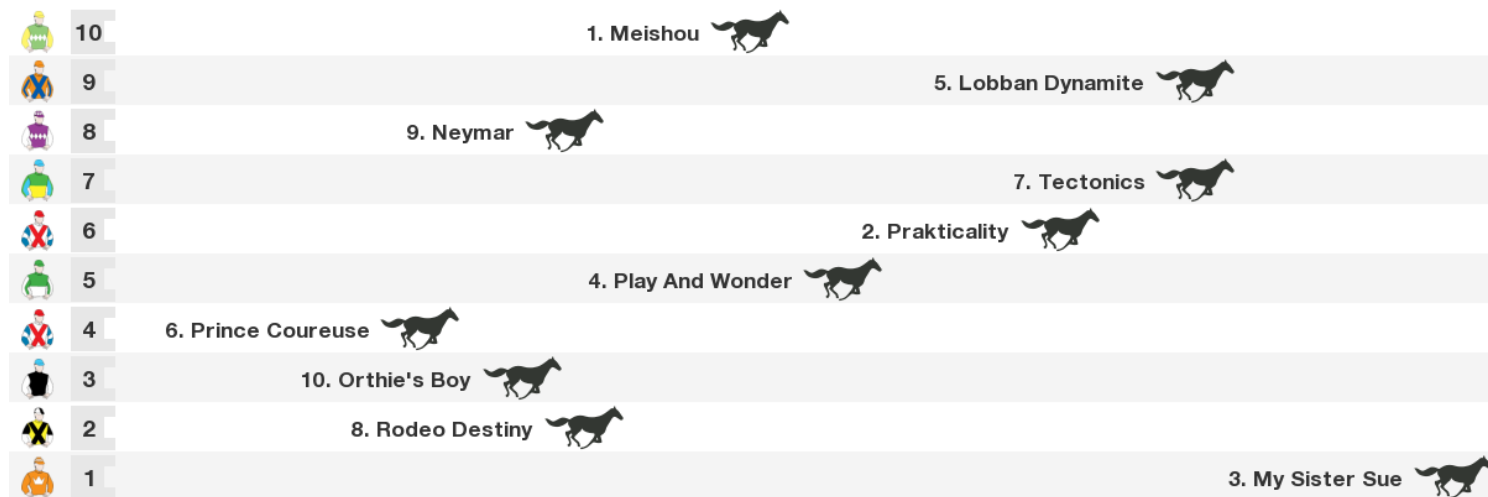 10 1. Meishou
9 5. Lobban Dynamite
8 9. Neymar
7 7. Tectonics
6 2. Prakticality
5 4. Play And Wonder
4 6. Prince Coureuse
3 10. Orthie's Boy
2 8. Rodeo Destiny
1 3. My Sister Sue